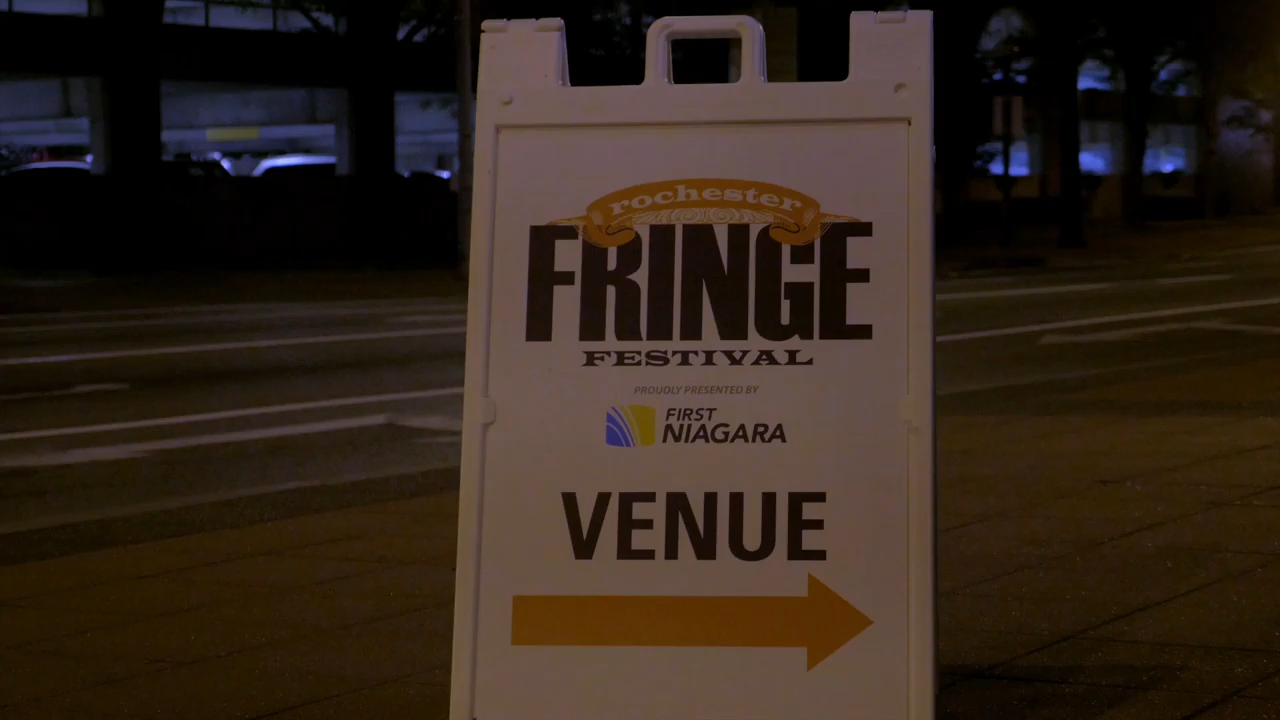 rochester
FRINGE
FESTIVAL
PROUDLY PRESENTED BY
FIRST
NIAGARA
VENUE